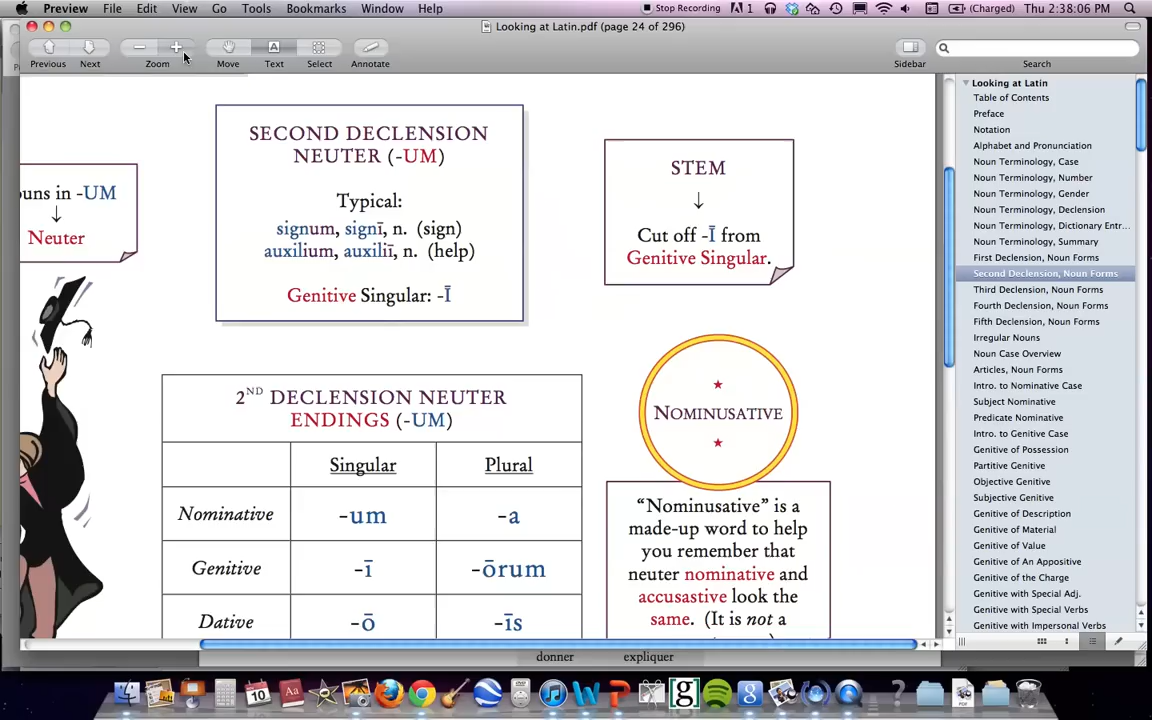 Preview File Edit View Go Tools Bookmarks Window Help
Stop Recording 1 (Charged) Thu 2:38:06 PM
Looking at Latin.pdf (page 24 of 296)
Previous Next Zoom Move Text Select Annotate Sidebar Search
SECOND DECLENSION
NEUTER (-UM)
Typical:
signum, signī, n. (sign)
auxilium, auxiliī, n. (help)
Genitive Singular: -Ī
-UM
↓
Neuter
STEM
↓
Cut off -Ī from
Genitive Singular.
2ND DECLENSION NEUTER
ENDINGS (-UM)
Singular Plural
Nominative -um -a
Genitive -ī -ōrum
Dative -ō -īs
NOMINUSATIVE
“Nominusative” is a
made-up word to help
you remember that
neuter nominative and
accusastive look the
same. (It is not a
donner expliquer
Looking at Latin
Table of Contents
Preface
Notation
Alphabet and Pronunciation
Noun Terminology, Case
Noun Terminology, Number
Noun Terminology, Gender
Noun Terminology, Declension
Noun Terminology, Dictionary Entr...
Noun Terminology, Summary
First Declension, Noun Forms
Second Declension, Noun Forms
Third Declension, Noun Forms
Fourth Declension, Noun Forms
Fifth Declension, Noun Forms
Irregular Nouns
Noun Case Overview
Articles, Noun Forms
Intro. to Nominative Case
Subject Nominative
Predicate Nominative
Intro. to Genitive Case
Genitive of Possession
Partitive Genitive
Objective Genitive
Subjective Genitive
Genitive of Description
Genitive of Material
Genitive of Value
Genitive of An Appositive
Genitive of the Charge
Genitive with Special Adj.
Genitive with Special Verbs
Genitive with Impersonal Verbs